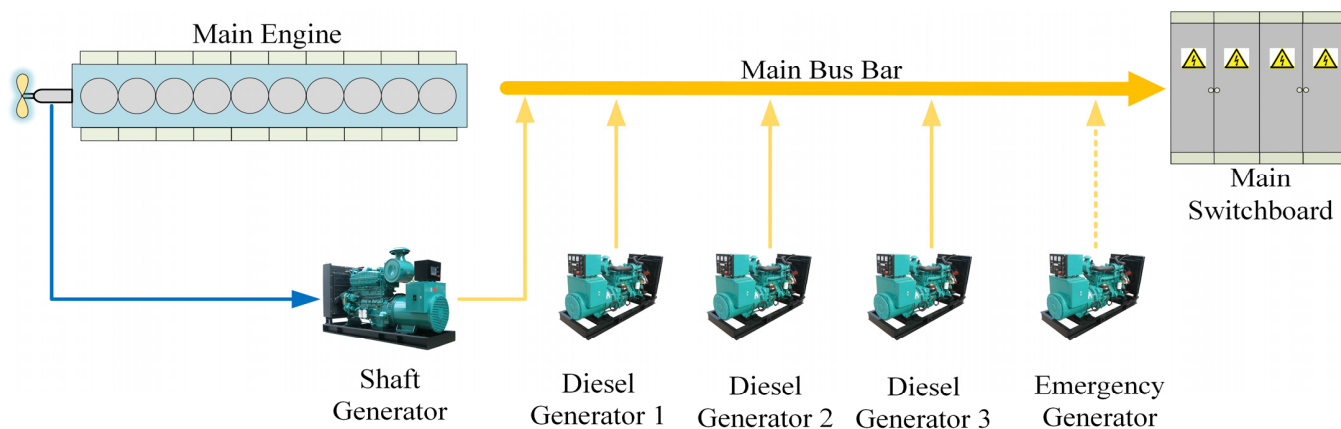 Main Engine
Main Bus Bar
Main
Switchboard
Shaft
Generator
Diesel
Generator 1
Diesel
Generator 2
Diesel
Generator 3
Emergency
Generator